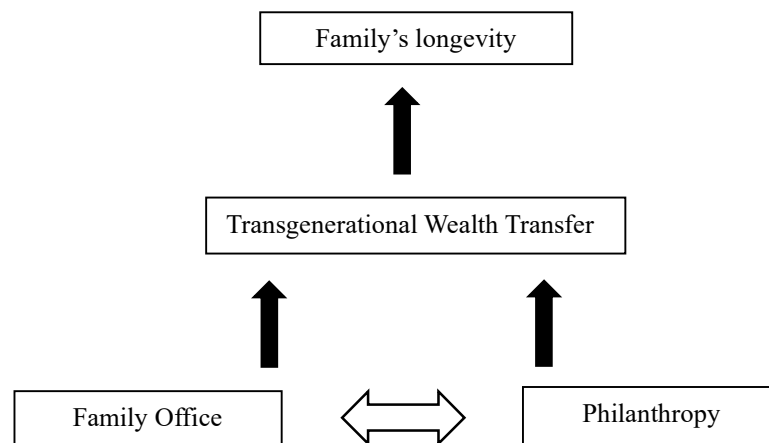 Family’s longevity
Transgenerational Wealth Transfer
Family Office
Philanthropy